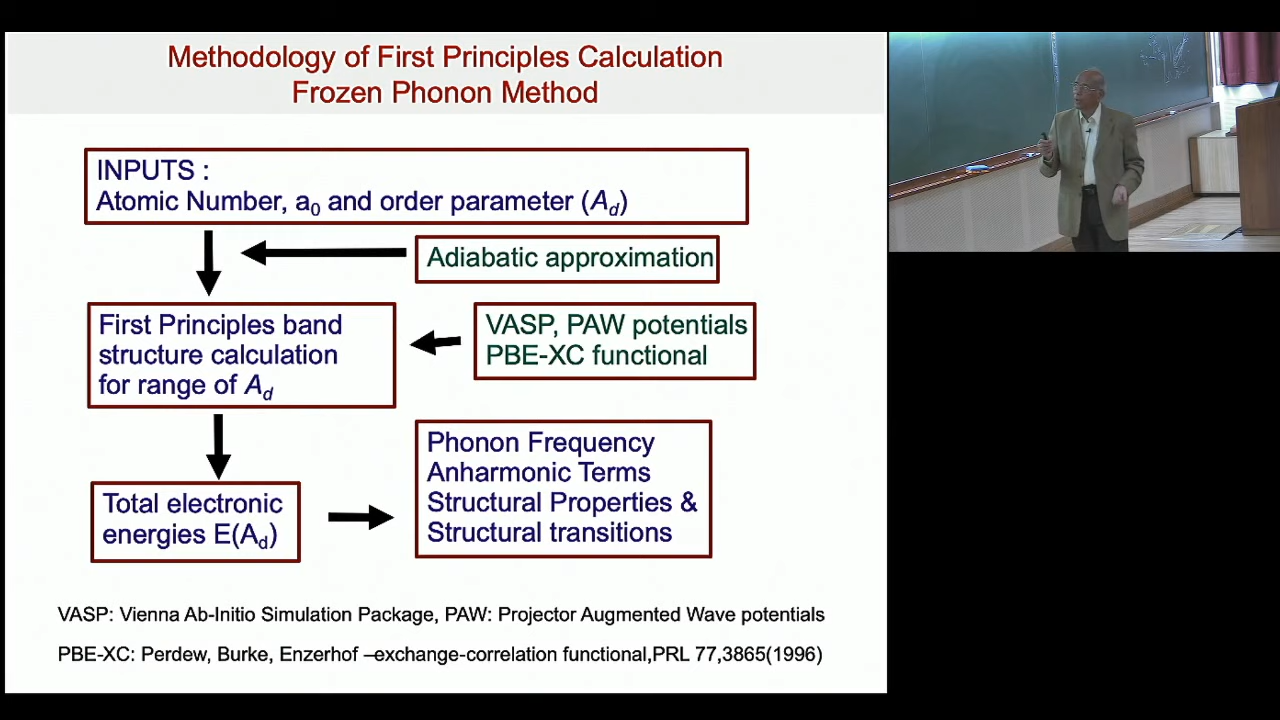 Methodology of First Principles Calculation
Frozen Phonon Method
INPUTS :
Atomic Number, a0 and order parameter (Ad)
Adiabatic approximation
First Principles band
structure calculation
for range of Ad
VASP, PAW potentials
PBE-XC functional
Total electronic
energies E(Ad)
Phonon Frequency
Anharmonic Terms
Structural Properties &
Structural transitions
VASP: Vienna Ab-Initio Simulation Package, PAW: Projector Augmented Wave potentials
PBE-XC: Perdew, Burke, Enzerhof –exchange-correlation functional,PRL 77,3865(1996)